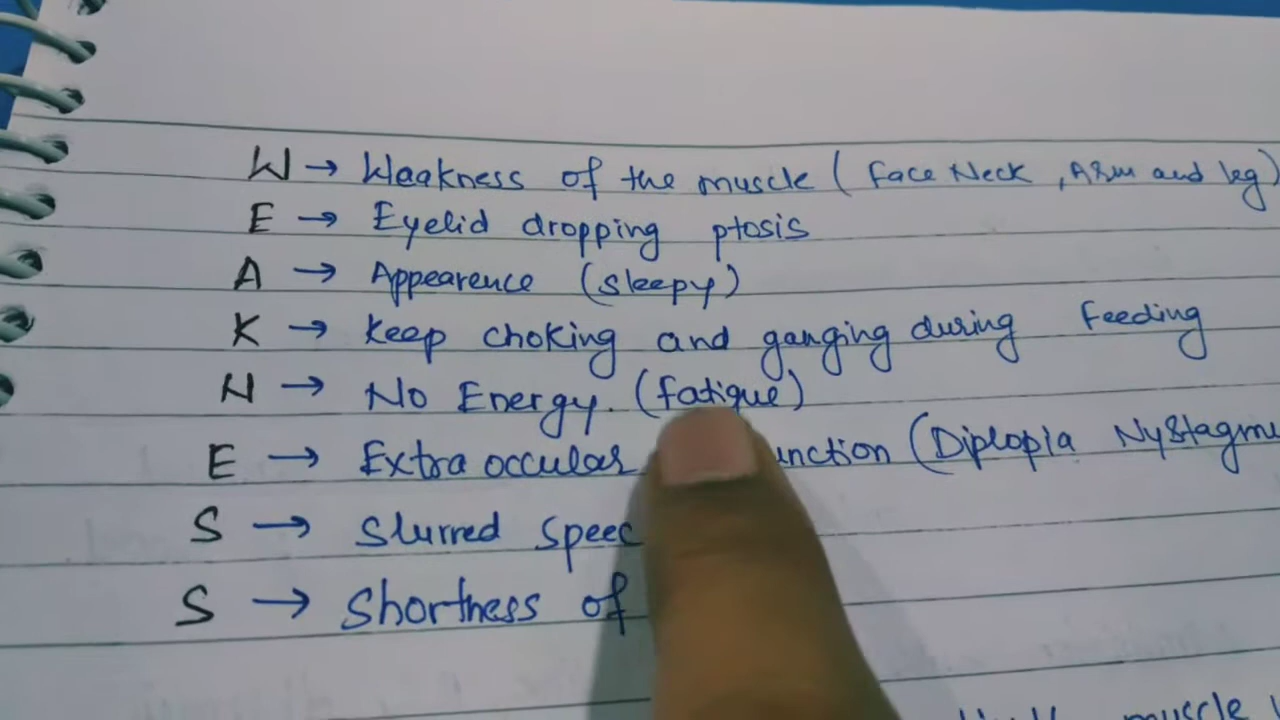 W → Weakness of the muscle ( Face Neck , Arm and leg)
E → Eyelid dropping ptosis
A → Appearence (sleepy)
K → Keep choking and ganging during Feeding
N → No Energy. (fatigue)
E → Extra occular unction (Diplopia Nystagmu
S → Slurred Speec
S → Shortness of
muscle